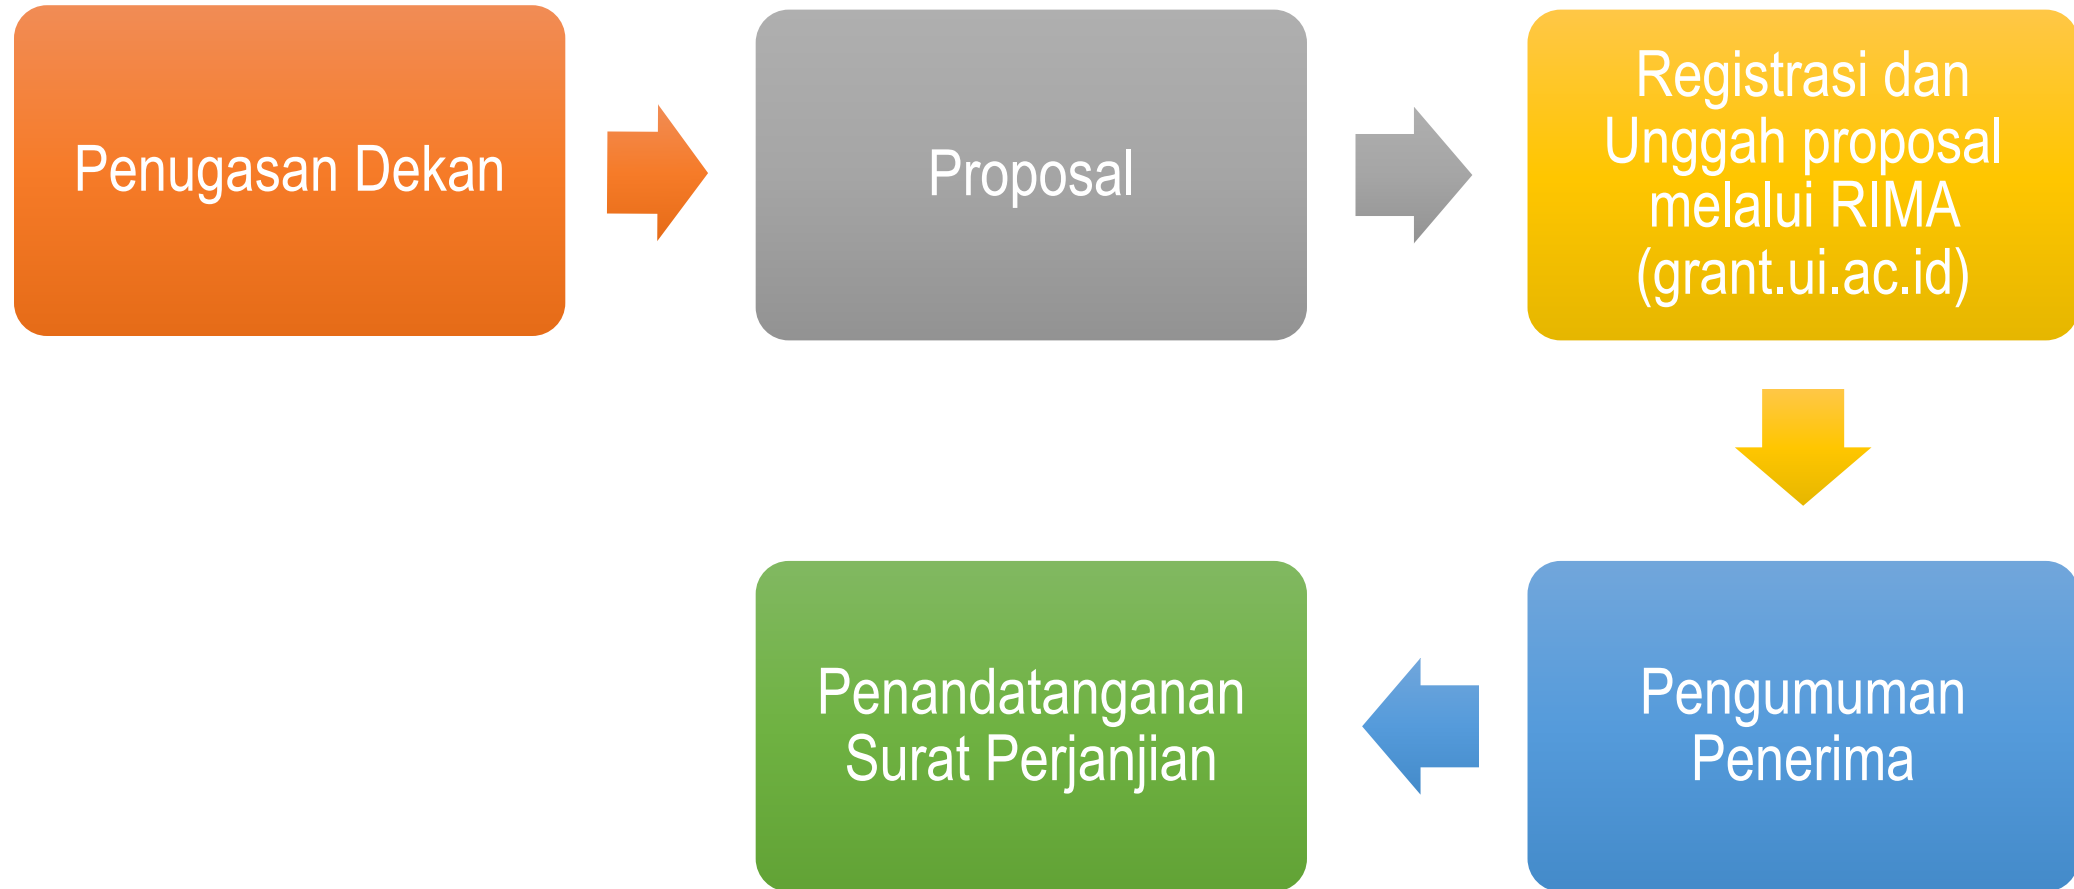 Penugasan Dekan
Proposal
Registrasi dan
Unggah proposal
melalui RIMA
(grant.ui.ac.id)
Pengumuman
Penerima
Penandatanganan
Surat Perjanjian